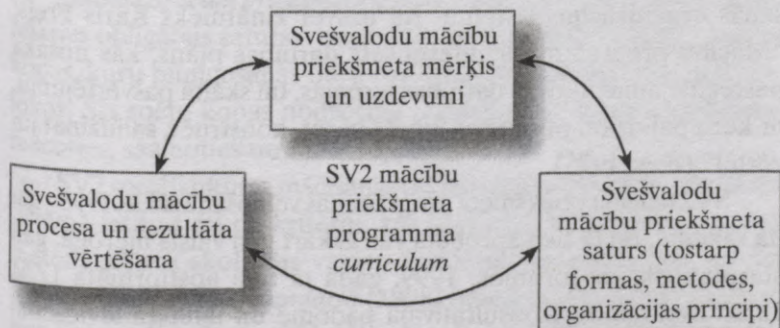 Svešvalodu mācību
priekšmeta mērķis
un uzdevumi
Svešvalodu mācību
procesa un rezultāta
vērtēšana
SV2 mācību
priekšmeta
programma
curriculum
Svešvalodu
mācību priekšmeta
saturs (tostarp
formas, metodes,
organizācijas principi)